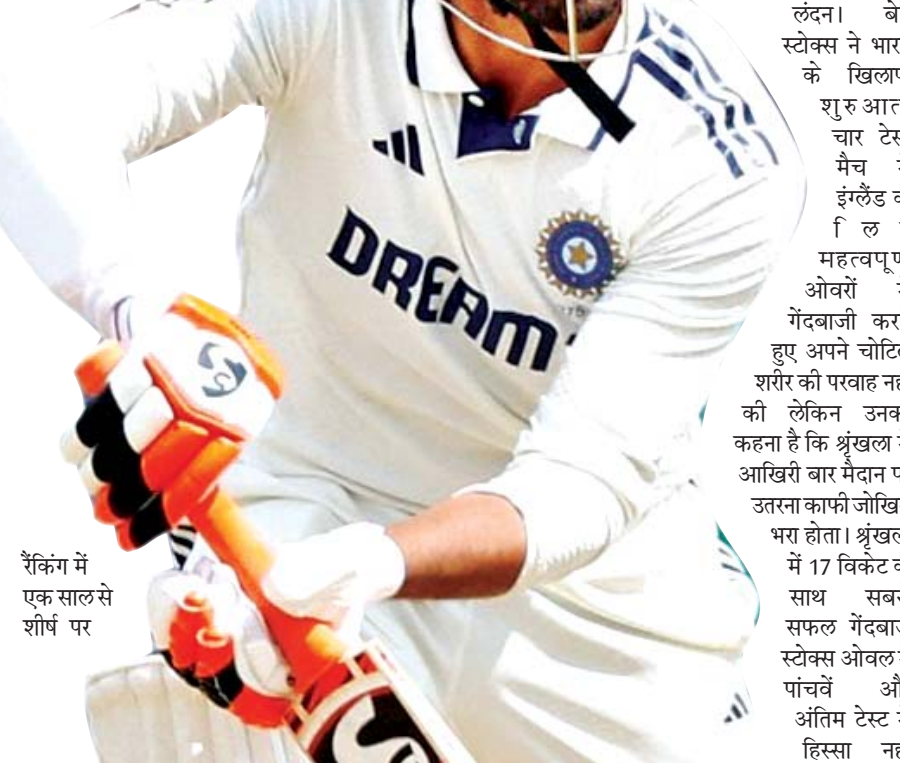 DREAM
रैंकिंग में
एक साल से
शीर्ष पर
लंदन। बे
स्टोक्स ने भार
के खिला
शुरुआत
चार टेस
मैच
इंग्लैंड
ि ल
महत्वपूण
ओवरों
गेंदबाजी कर
हुए अपने चोटि
शरीर की परवाह नह
की लेकिन उनक
कहना है कि श्रृंखला
आखिरी बार मैदान प
उतरना काफी जोखि
भरा होता। श्रृंखल
में 17 विकेट
साथ सब
सफल गेंदबा
स्टोक्स ओवल
पांचवें औ
अंतिम टेस्ट
हिस्सा नह